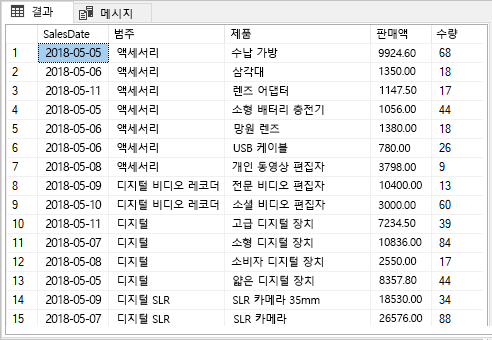 결과 메시지
SalesDate 범주 제품 판매액 수량
1 2018-05-05 액세서리 수납 가방 9924.60 68
2 2018-05-06 액세서리 삼각대 1350.00 18
3 2018-05-11 액세서리 렌즈 어댑터 1147.50 17
4 2018-05-05 액세서리 소형 배터리 충전기 1056.00 44
5 2018-05-06 액세서리 망원 렌즈 1380.00 18
6 2018-05-06 액세서리 USB 케이블 780.00 26
7 2018-05-08 액세서리 개인 동영상 편집자 3798.00 9
8 2018-05-09 디지털 비디오 레코더 전문 비디오 편집자 10400.00 13
9 2018-05-10 디지털 비디오 레코더 소셜 비디오 편집자 3000.00 60
10 2018-05-11 디지털 고급 디지털 장치 7234.50 39
11 2018-05-07 디지털 소형 디지털 장치 10836.00 84
12 2018-05-08 디지털 소비자 디지털 장치 2550.00 17
13 2018-05-05 디지털 얇은 디지털 장치 8357.80 44
14 2018-05-09 디지털 SLR SLR 카메라 35mm 18530.00 34
15 2018-05-07 디지털 SLR SLR 카메라 26576.00 88